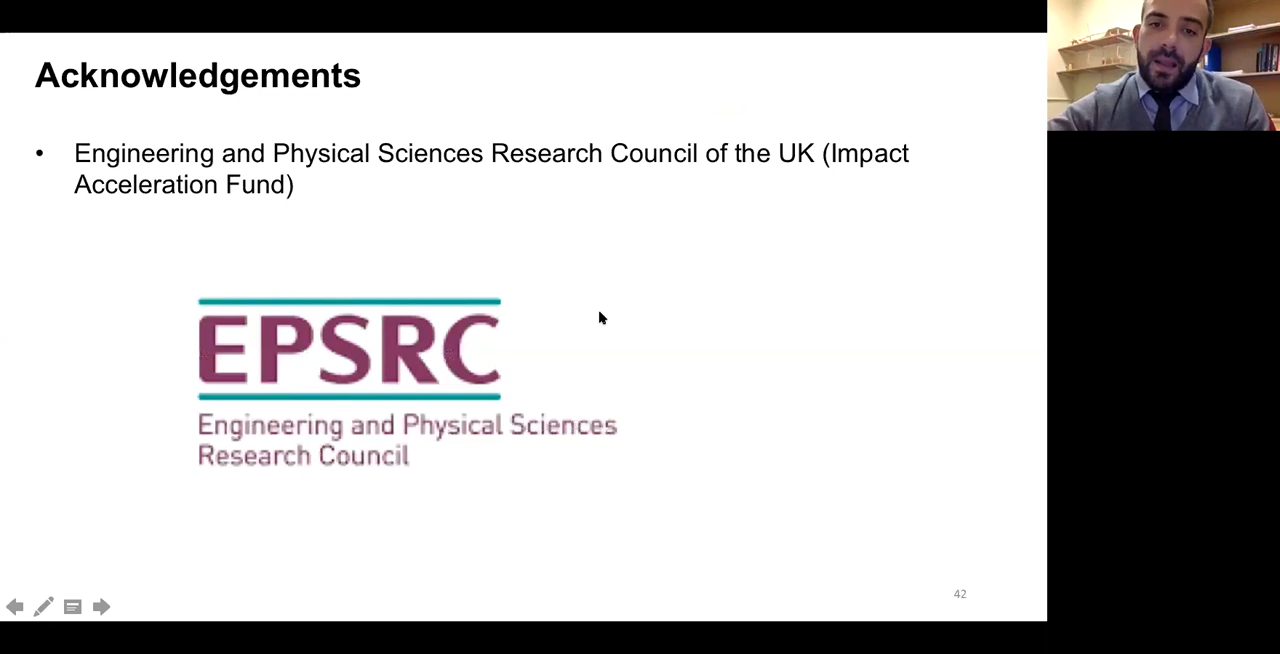 Acknowledgements
• Engineering and Physical Sciences Research Council of the UK (Impact
Acceleration Fund)
EPSRC
Engineering and Physical Sciences
Research Council
42